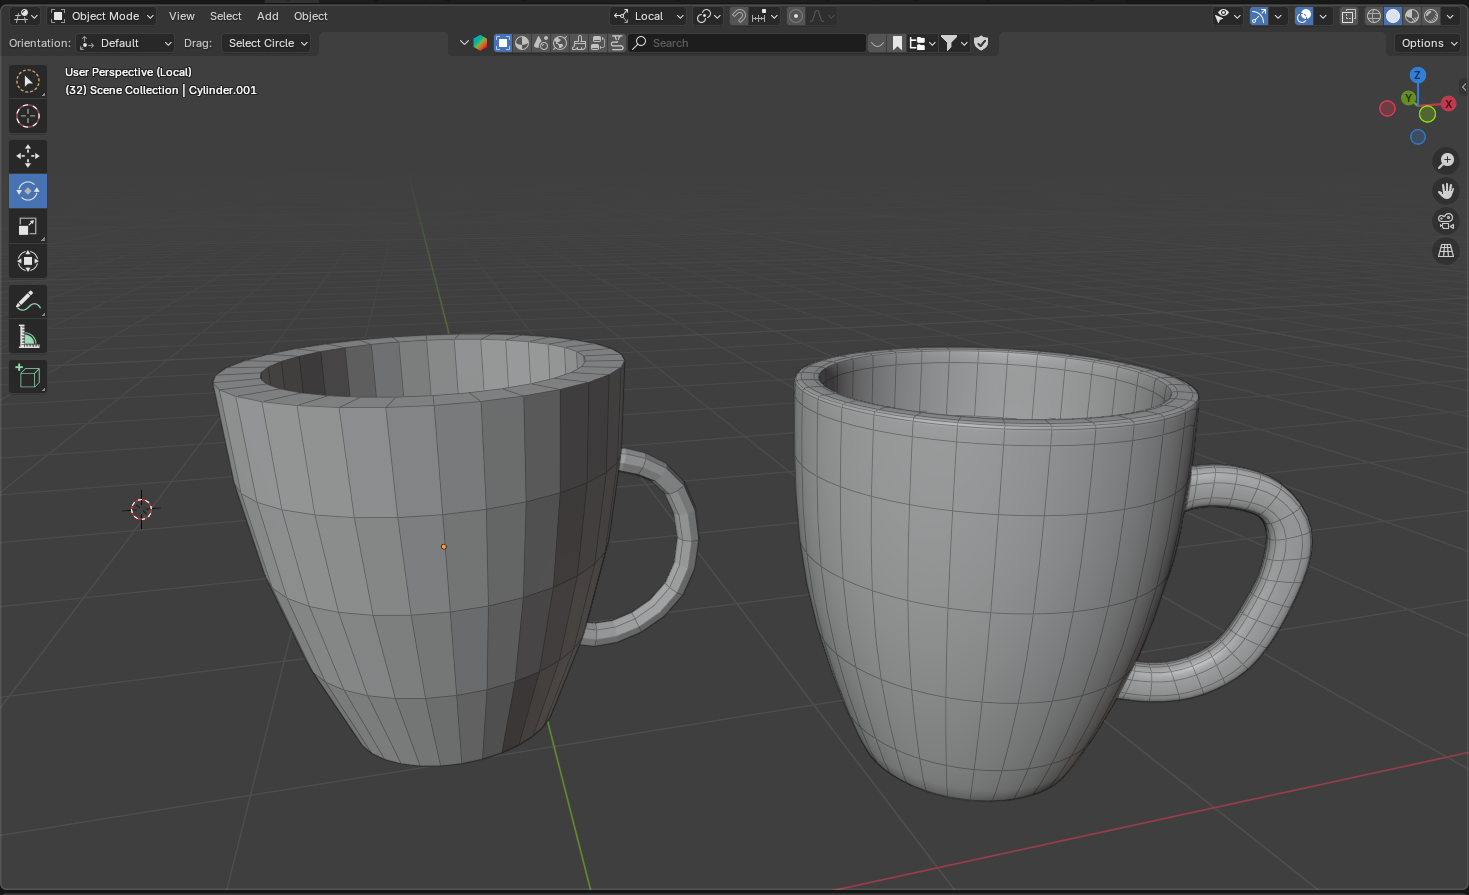 Object Mode View Select Add Object Local
Orientation: Default Drag: Select Circle Search Options
User Perspective (Local)
(32) Scene Collection | Cylinder.001
Z
Y X